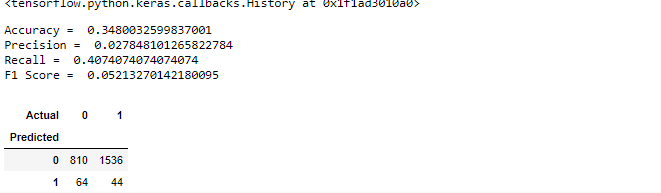 <tensorflow.python.keras.callbacks.History at 0x1f1ad3010a0>
Accuracy =  0.3480032599837001
Precision =  0.027848101265822784
Recall =  0.4074074074074074
F1 Score =  0.05213270142180095
Actual 0 1
Predicted
0 810 1536
1 64 44